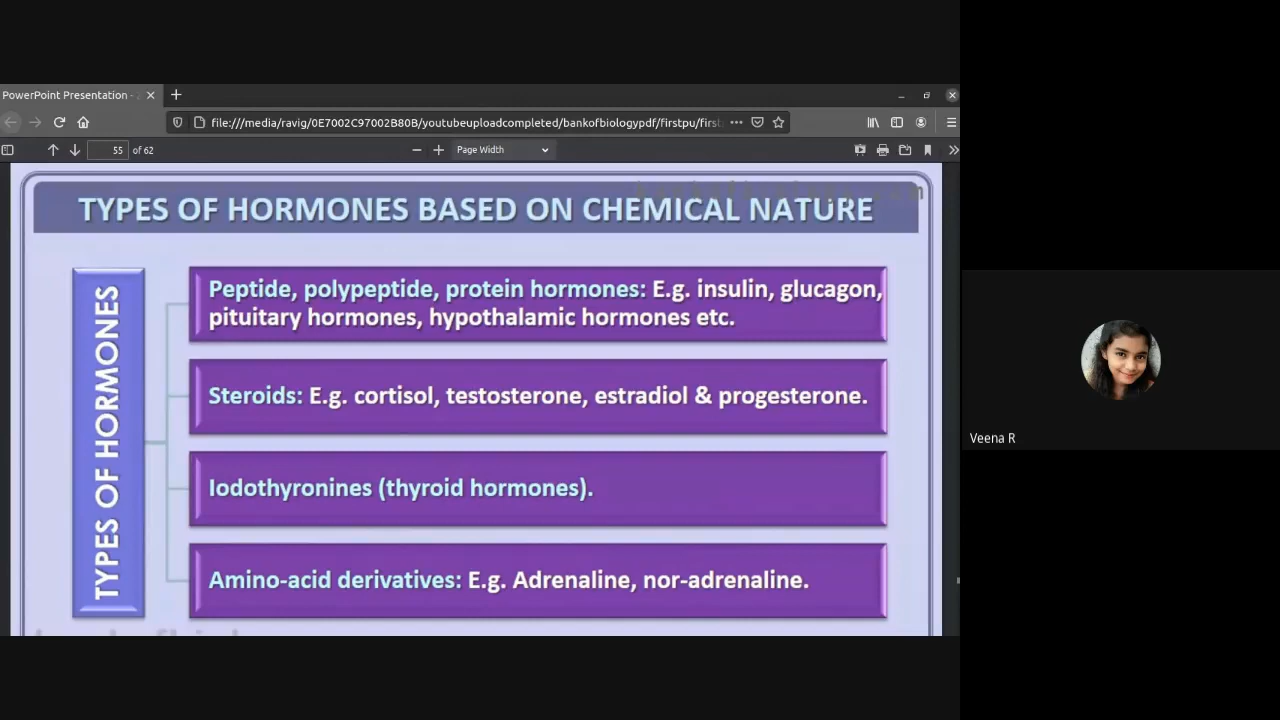 PowerPoint Presentation -
file:///media/ravig/0E7002C97002B80B/youtubeuploadcompleted/bankofbiologypdf/firstpu/first
55 of 62
Page Width
TYPES OF HORMONES BASED ON CHEMICAL NATURE
TYPES OF HORMONES
Peptide, polypeptide, protein hormones: E.g. insulin, glucagon,
pituitary hormones, hypothalamic hormones etc.
Steroids: E.g. cortisol, testosterone, estradiol & progesterone.
Iodothyronines (thyroid hormones).
Amino-acid derivatives: E.g. Adrenaline, nor-adrenaline.
Veena R